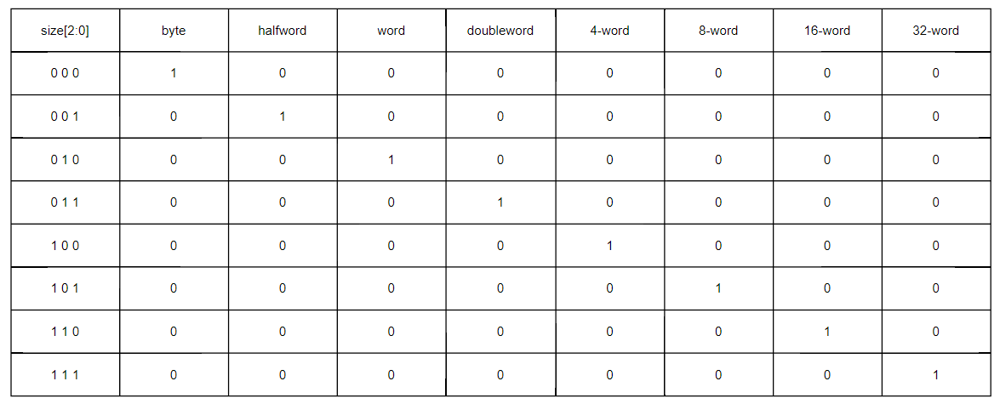 size[2:0] byte halfword word doubleword 4-word 8-word 16-word 32-word
0 0 0 1 0 0 0 0 0 0 0
0 0 1 0 1 0 0 0 0 0 0
0 1 0 0 0 1 0 0 0 0 0
0 1 1 0 0 0 1 0 0 0 0
1 0 0 0 0 0 0 1 0 0 0
1 0 1 0 0 0 0 0 1 0 0
1 1 0 0 0 0 0 0 0 1 0
1 1 1 0 0 0 0 0 0 0 1